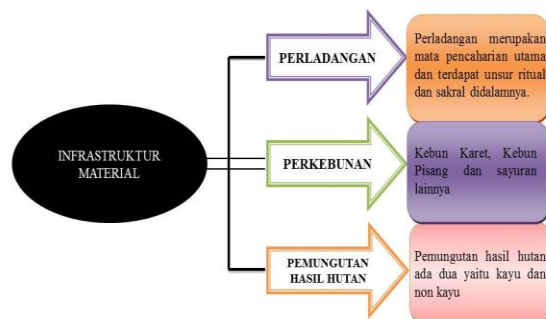 INFRASTRUKTUR
MATERIAL
PERLADANGAN
Perladangan merupakan
mata pencaharian utama
dan terdapat unsur ritual
dan sakral didalamnya.
PERKEBUNAN
Kebun Karet, Kebun
Pisang dan sayuran
lainnya
PEMUNGUTAN
HASIL HUTAN
Pemungutan hasil hutan
ada dua yaitu kayu dan
non kayu